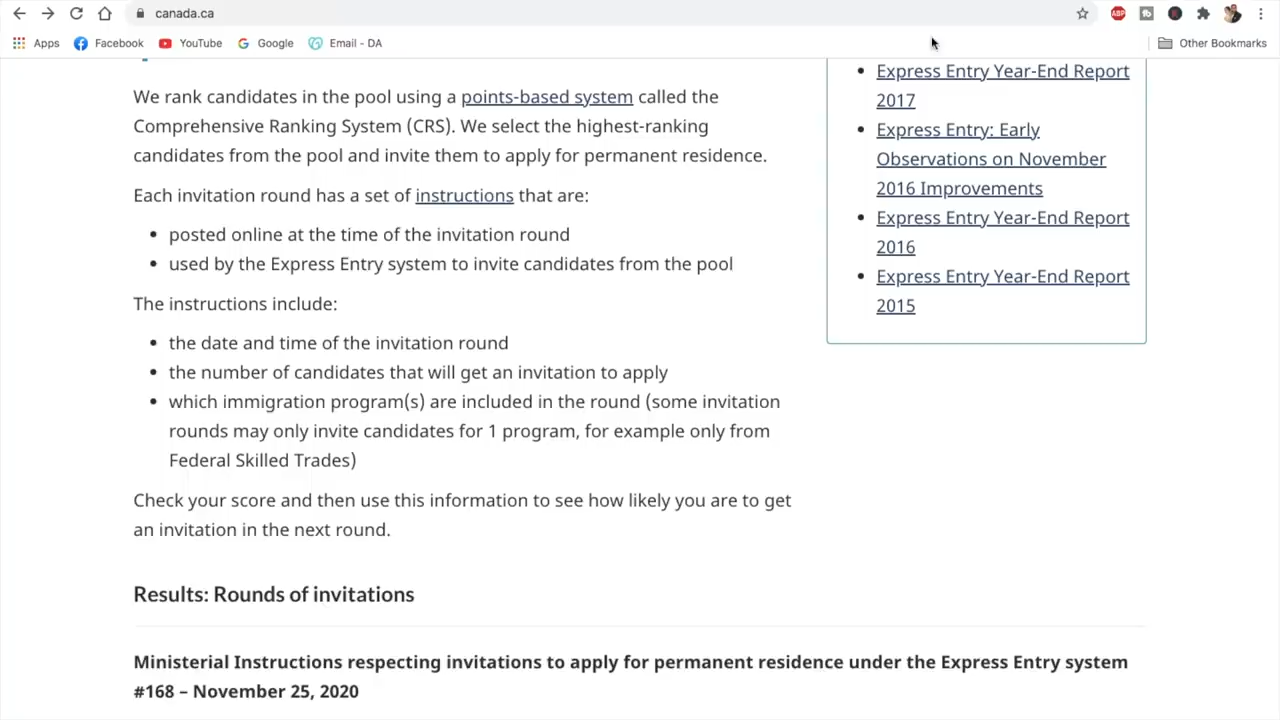 canada.ca
ABP
Apps Facebook YouTube Google Email - DA Other Bookmarks
We rank candidates in the pool using a points-based system called the
Comprehensive Ranking System (CRS). We select the highest-ranking
candidates from the pool and invite them to apply for permanent residence.
Each invitation round has a set of instructions that are:
• posted online at the time of the invitation round
• used by the Express Entry system to invite candidates from the pool
The instructions include:
• the date and time of the invitation round
• the number of candidates that will get an invitation to apply
• which immigration program(s) are included in the round (some invitation
rounds may only invite candidates for 1 program, for example only from
Federal Skilled Trades)
Check your score and then use this information to see how likely you are to get
an invitation in the next round.
• Express Entry Year-End Report
2017
• Express Entry: Early
Observations on November
2016 Improvements
• Express Entry Year-End Report
2016
• Express Entry Year-End Report
2015
Results: Rounds of invitations
Ministerial Instructions respecting invitations to apply for permanent residence under the Express Entry system
#168 – November 25, 2020